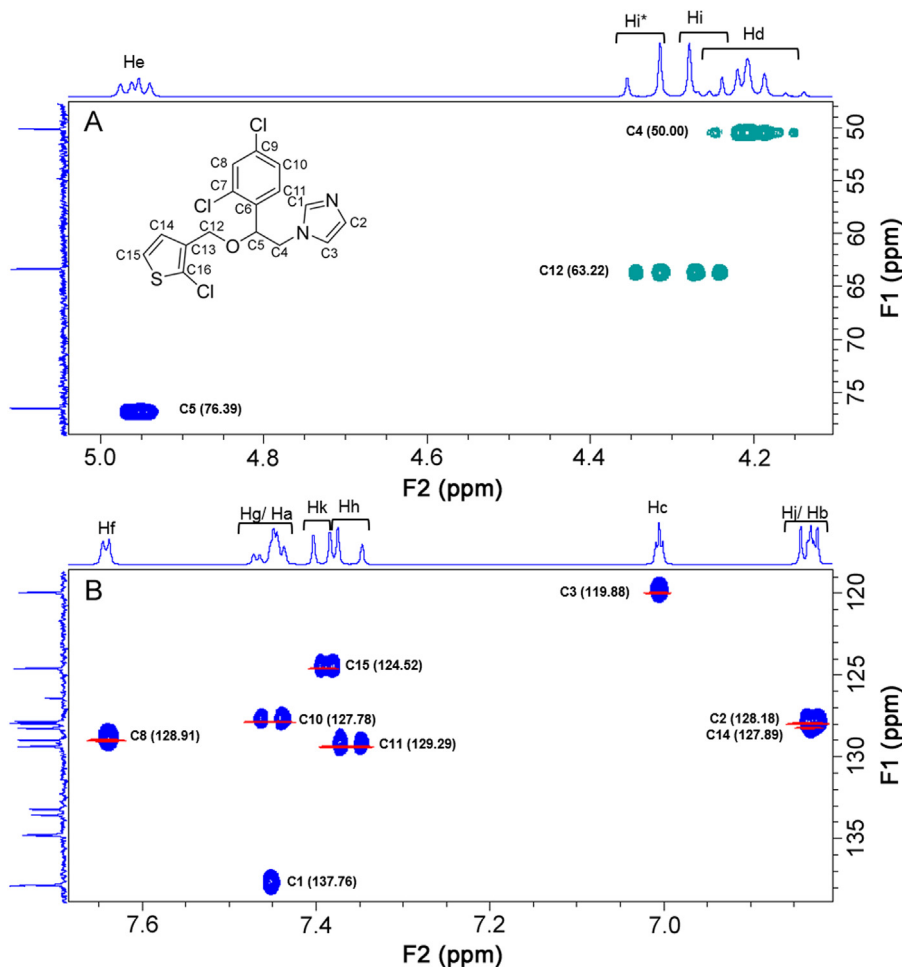 Hi* Hi
He Hd
A
C4 (50.00)
Cl
C9
C8 C10
C7
Cl C11
C6
C1 N
C2
N
C12
C14 C5 C3
C15 C13 O C4
C16
S Cl
C12 (63.22)
C5 (76.39)
50
55
60
65
70
75
F1 (ppm)
5.0 4.8 4.6 4.4 4.2
F2 (ppm)
Hf Hg/ Ha Hk Hh Hc Hj/ Hb
B
C3 (119.88)
C15 (124.52)
C10 (127.78) C2 (128.18)
C8 (128.91) C14 (127.89)
C11 (129.29)
C1 (137.76)
120
125
130
135
F1 (ppm)
7.6 7.4 7.2 7.0
F2 (ppm)